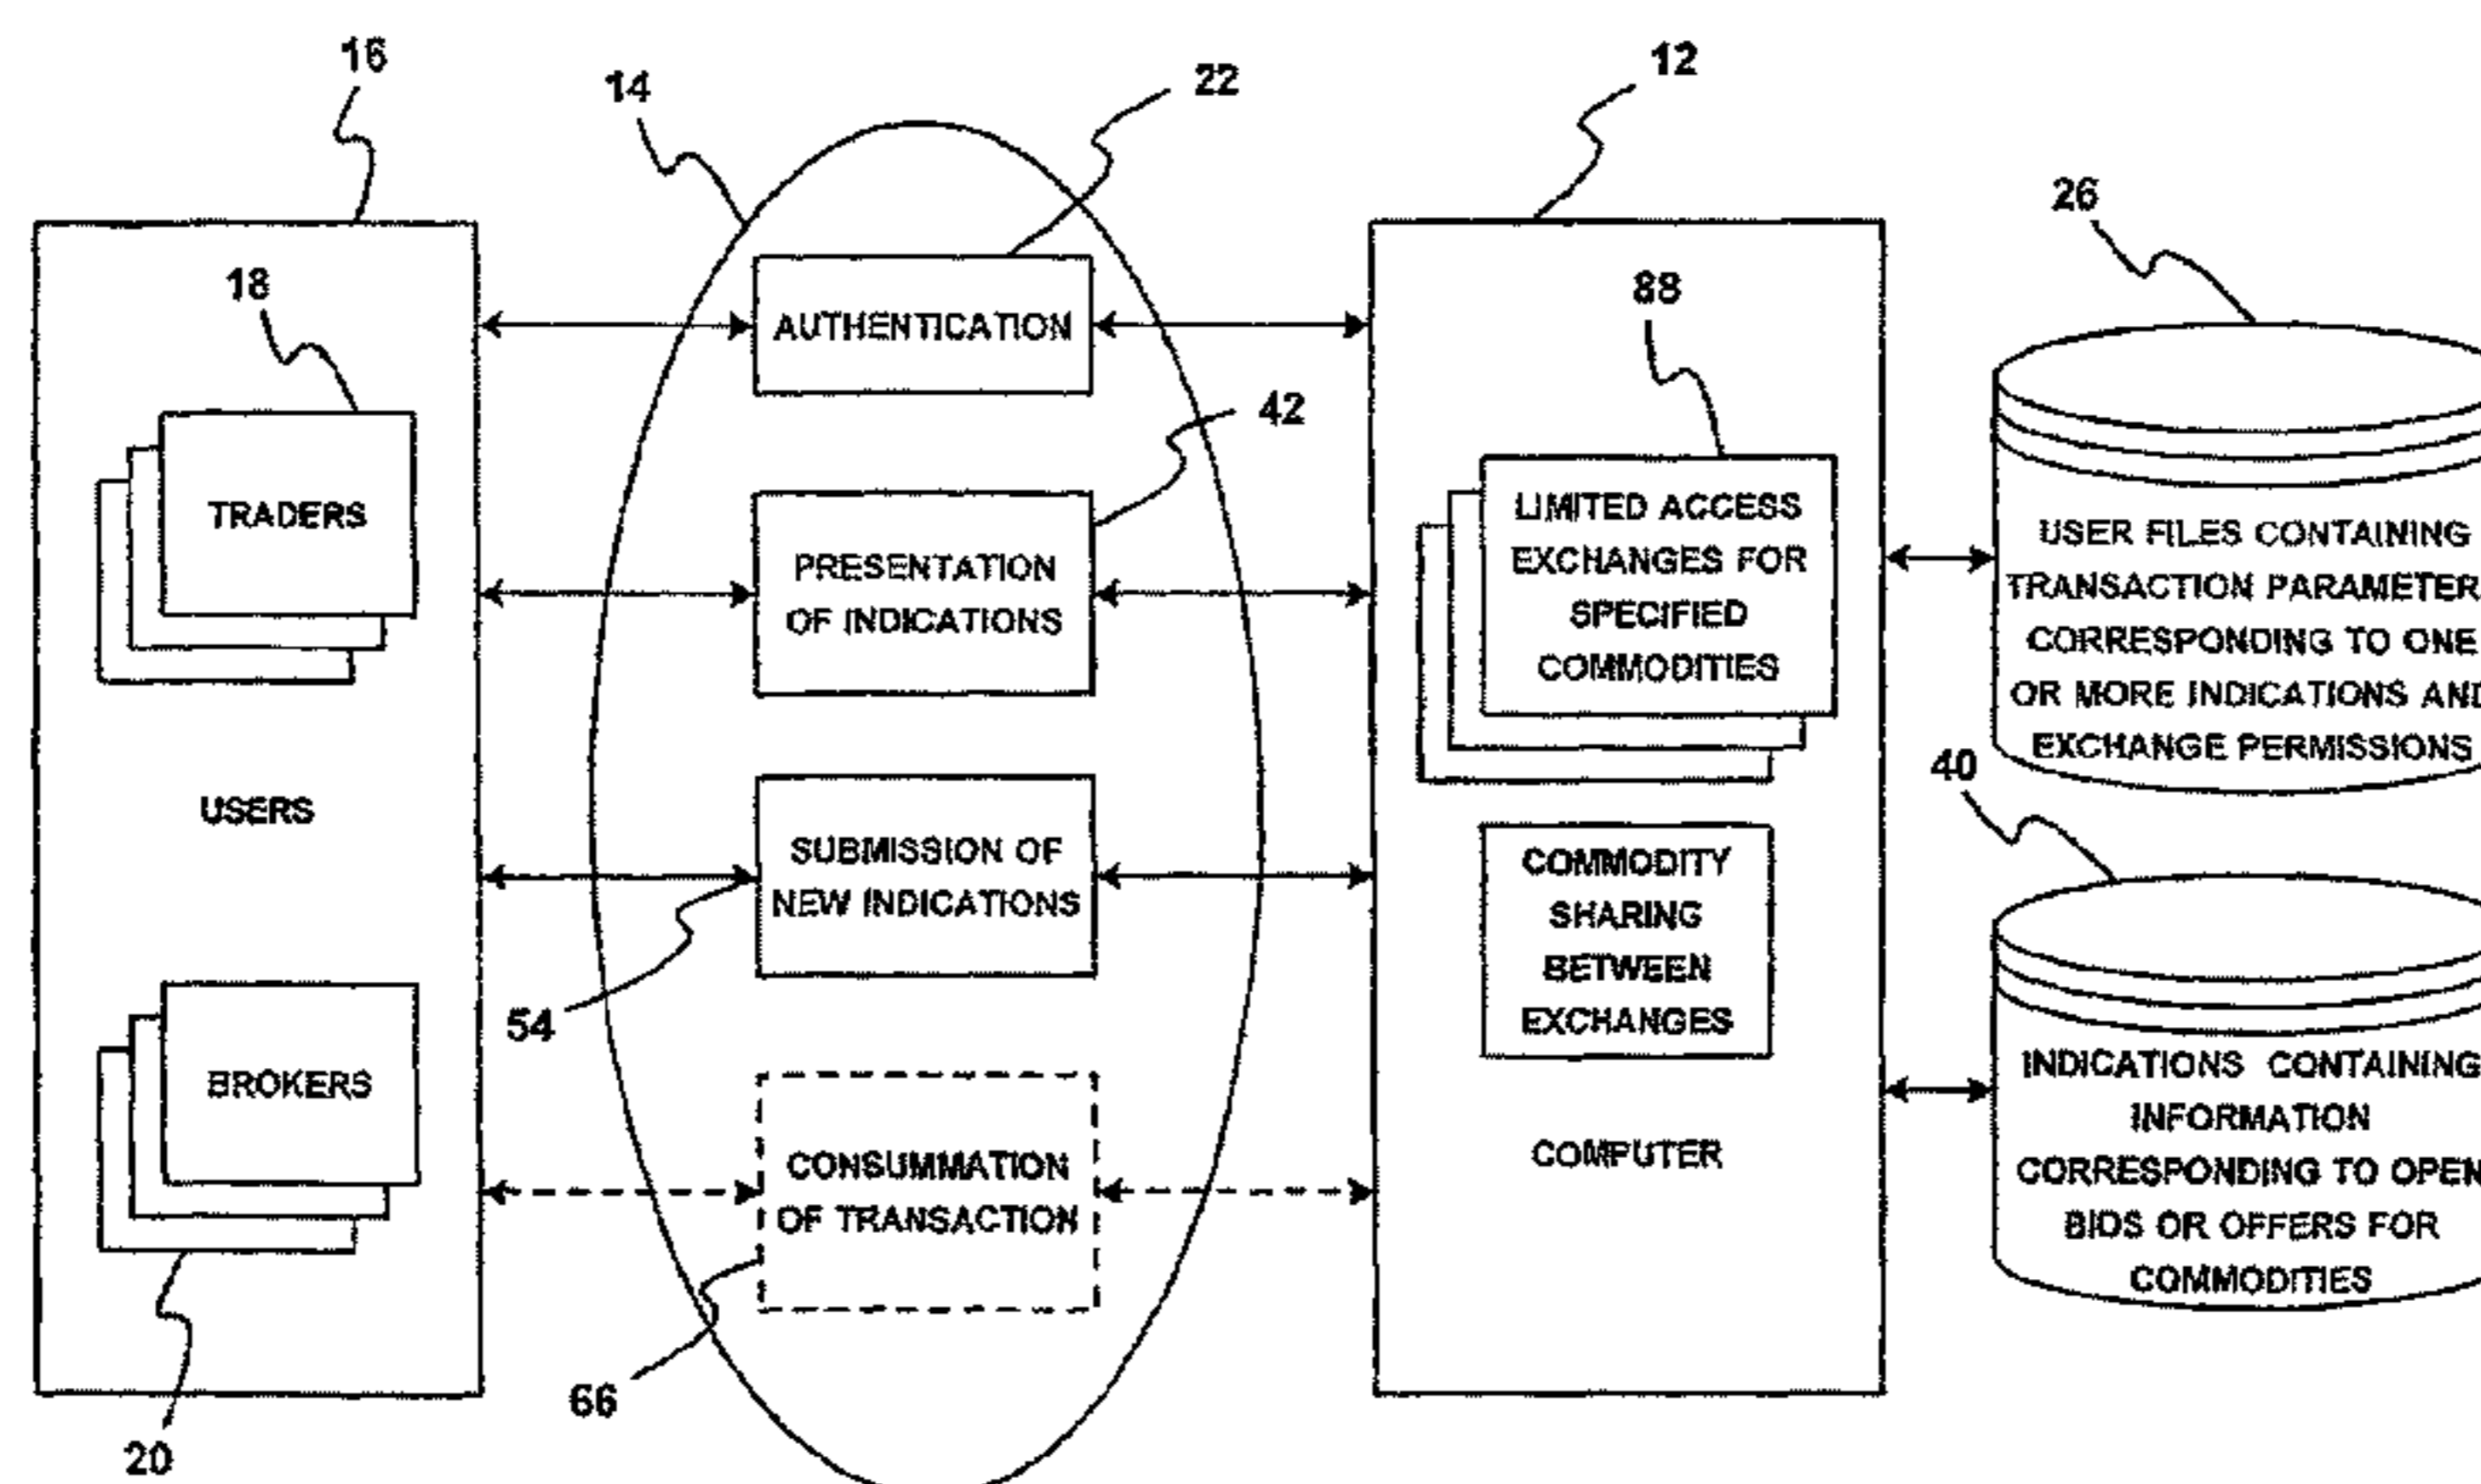 16
14
22
12
26
18
88
AUTHENTICATION
42
TRADERS
PRESENTATION
OF INDICATIONS
LIMITED ACCESS
EXCHANGES FOR
SPECIFIED
COMMODITIES
USER FILES CONTAINING
TRANSACTION PARAMETER
CORRESPONDING TO ONE
OR MORE INDICATIONS AND
EXCHANGE PERMISSIONS
40
USERS
SUBMISSION OF
NEW INDICATIONS
54
COMMODITY
SHARING
BETWEEN
EXCHANGES
BROKERS
CONSUMMATION
OF TRANSACTION
66
COMPUTER
INDICATIONS CONTAINING
INFORMATION
CORRESPONDING TO OPEN
BIDS OR OFFERS FOR
COMMODITIES
20